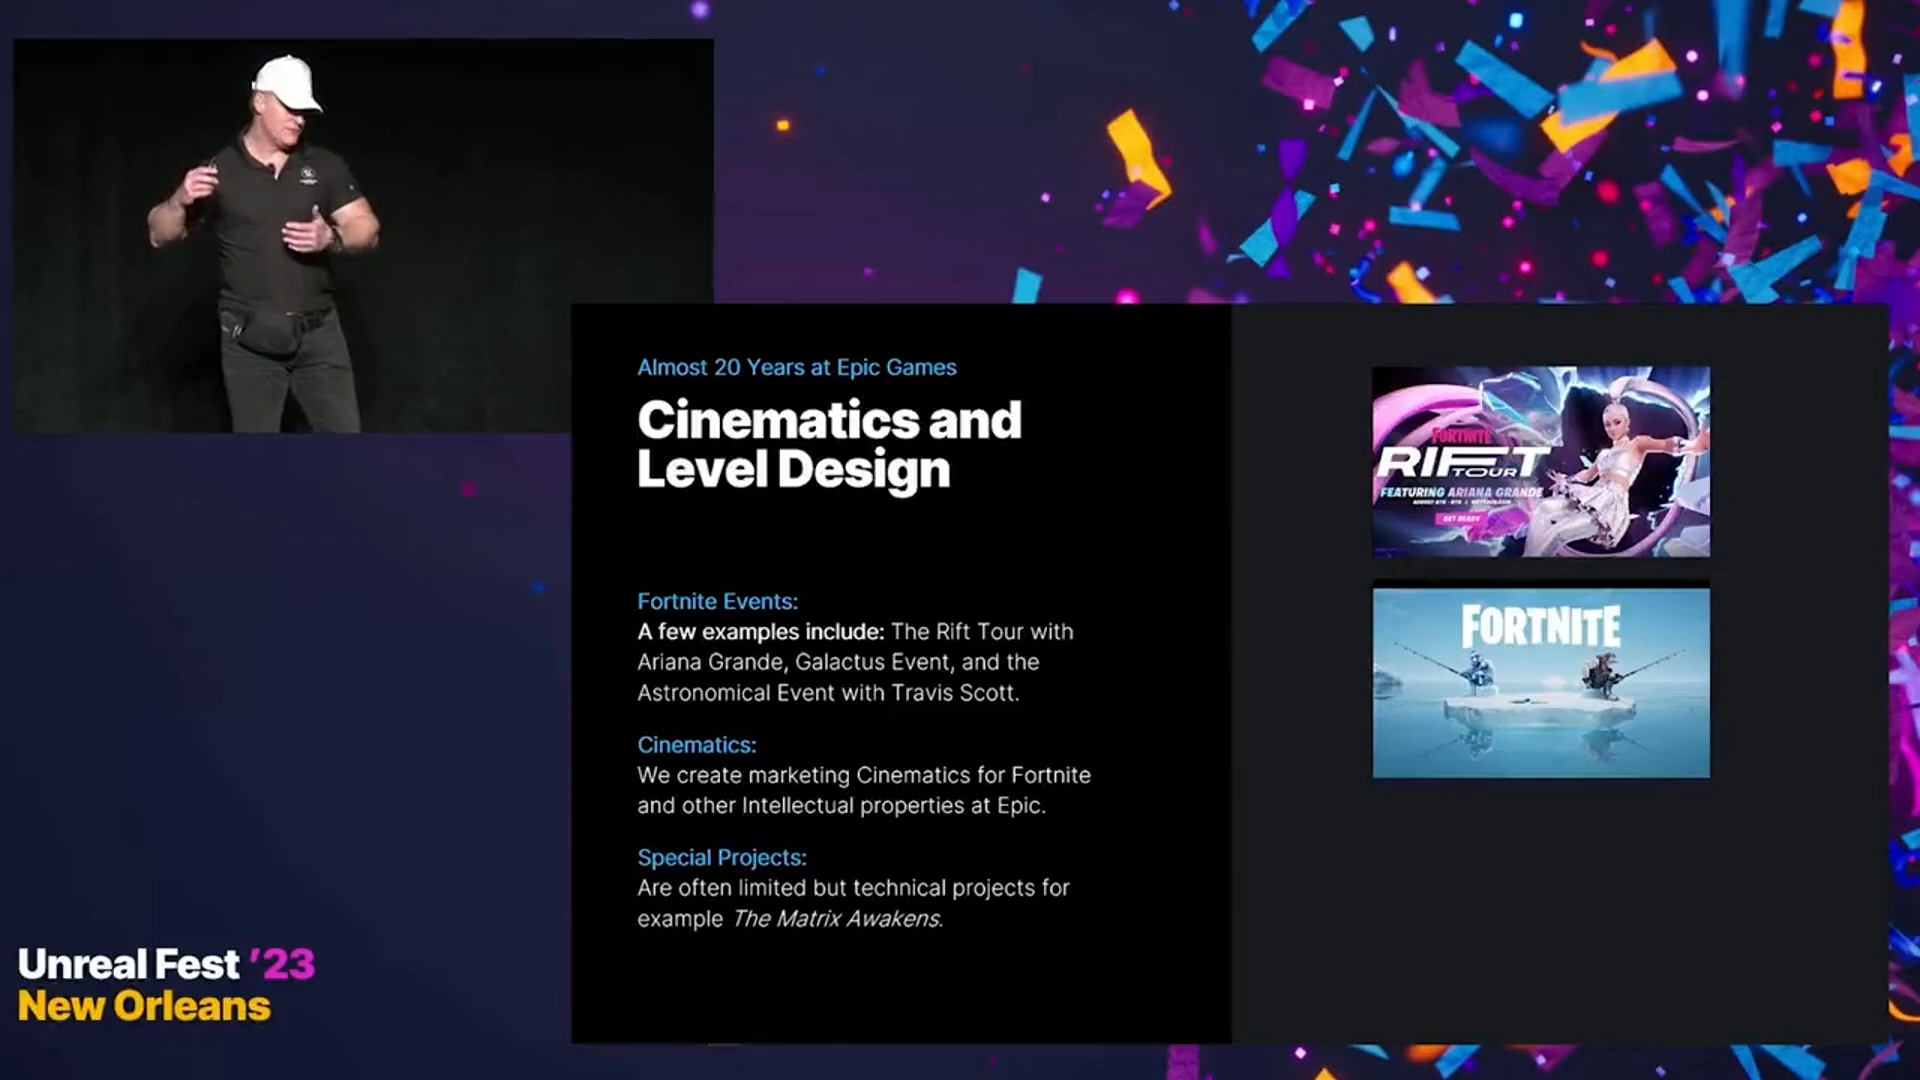 Almost 20 Years at Epic Games
Cinematics and
Level Design
Fortnite Events:
A few examples include: The Rift Tour with
Ariana Grande, Galactus Event, and the
Astronomical Event with Travis Scott.
Cinematics:
We create marketing Cinematics for Fortnite
and other Intellectual properties at Epic.
Special Projects:
Are often limited but technical projects for
example The Matrix Awakens.
FORTNITE
RIFT
TOUR
FEATURING ARIANA GRANDE
GET READY
FORTNITE
Unreal Fest '23
New Orleans